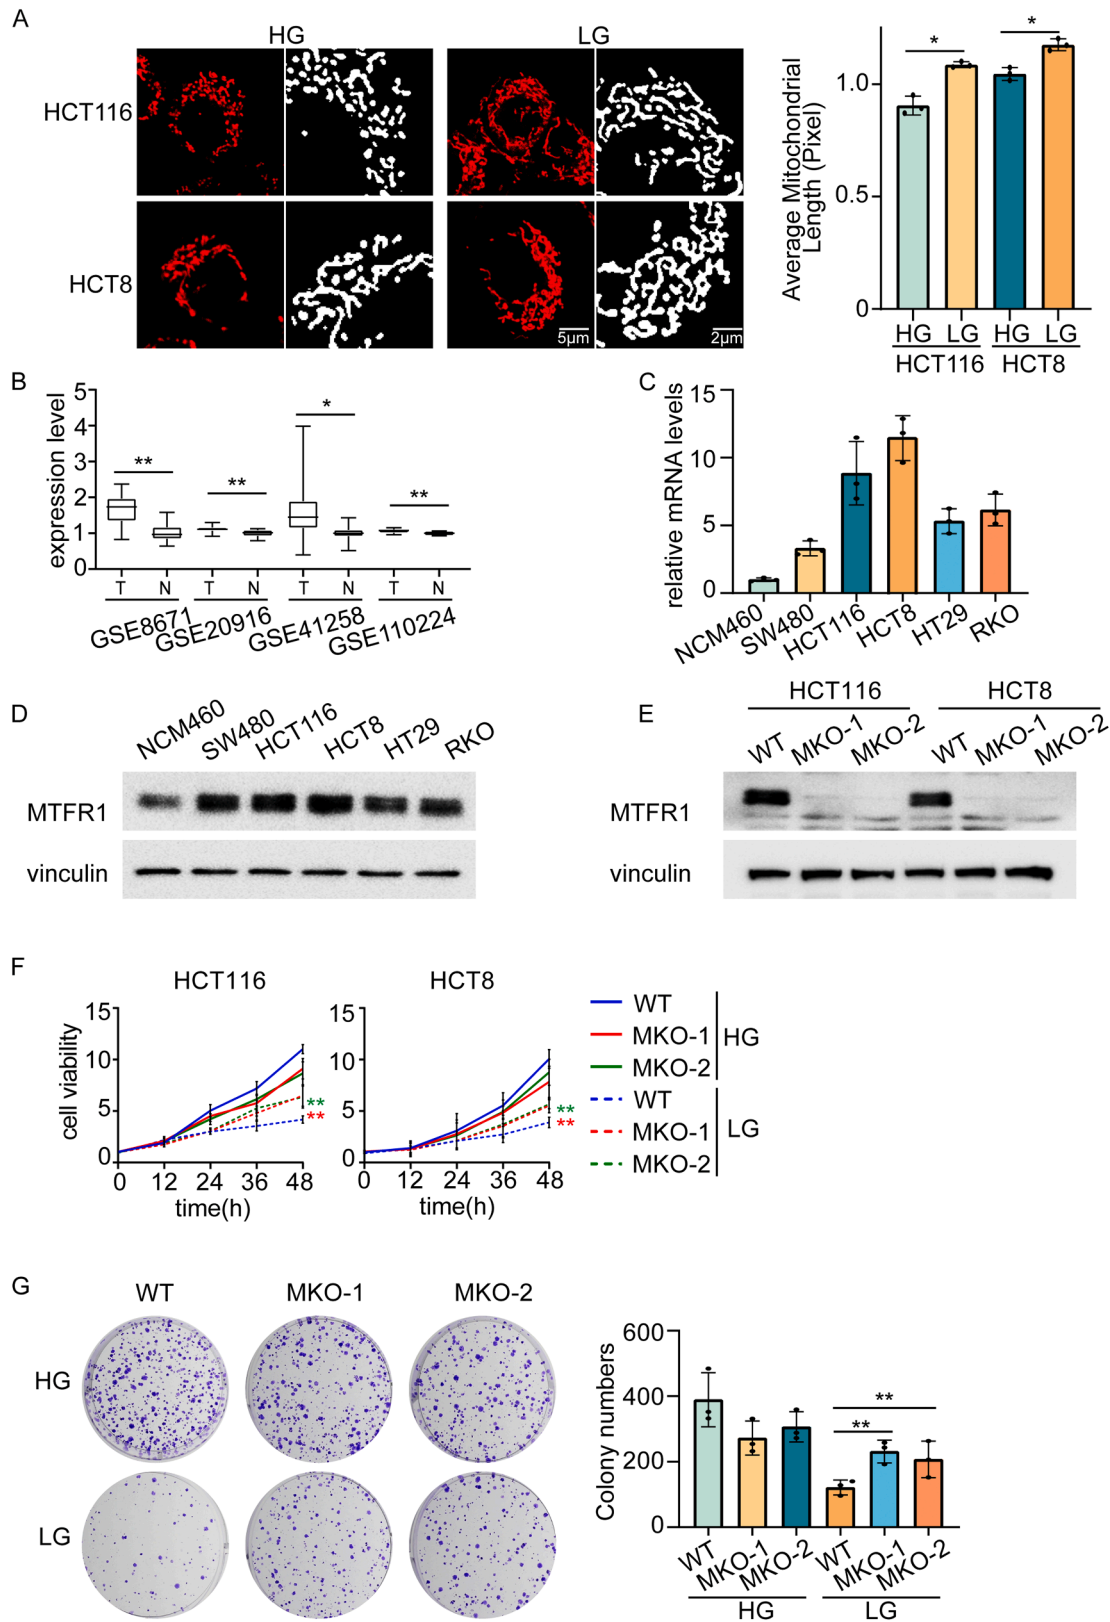 A
HG
LG
HCT116
HCT8
5μm
2μm
Average Mitochondrial
Length (Pixel)
1.0
0.5
0
*
*
HG LG HG LG
HCT116 HCT8
B
expression level
5
4
3
2
1
0
**
**
*
**
T N T N T N T N
GSE8671 GSE20916 GSE41258 GSE110224
C
relative mRNA levels
15
10
5
0
NCM460 SW480 HCT116 HCT8 HT29 RKO
D
NCM460 SW480 HCT116 HCT8 HT29 RKO
MTFR1
vinculin
E
HCT116 HCT8
WT MKO-1 MKO-2 WT MKO-1 MKO-2
MTFR1
vinculin
F
HCT116
cell viability
15
10
5
0
**
**
0 12 24 36 48
time(h)
HCT8
15
10
5
0
**
**
0 12 24 36 48
time(h)
WT
MKO-1
MKO-2
HG
WT
MKO-1
MKO-2
LG
G
WT MKO-1 MKO-2
HG
LG
Colony numbers
600
400
200
0
**
**
WT MKO-1 MKO-2 WT MKO-1 MKO-2
HG LG